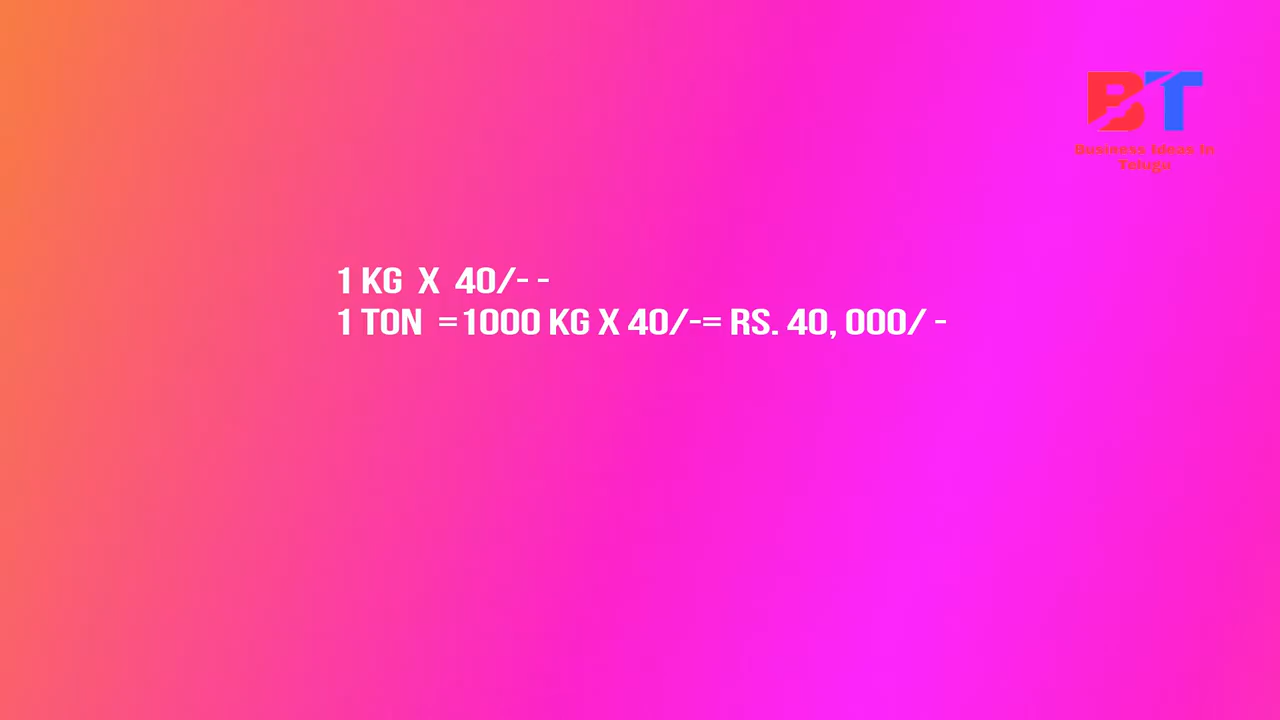 BT
Business Ideas In
Telugu
1 KG X 40/- -
1 TON =1000 KG X 40/-= RS. 40, 000/ -